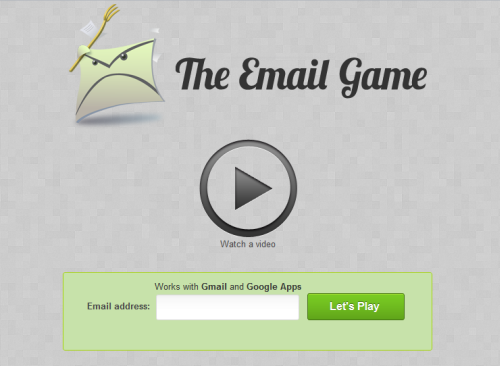 The Email Game
Watch a video
Works with Gmail and Google Apps
Email address:
Let's Play